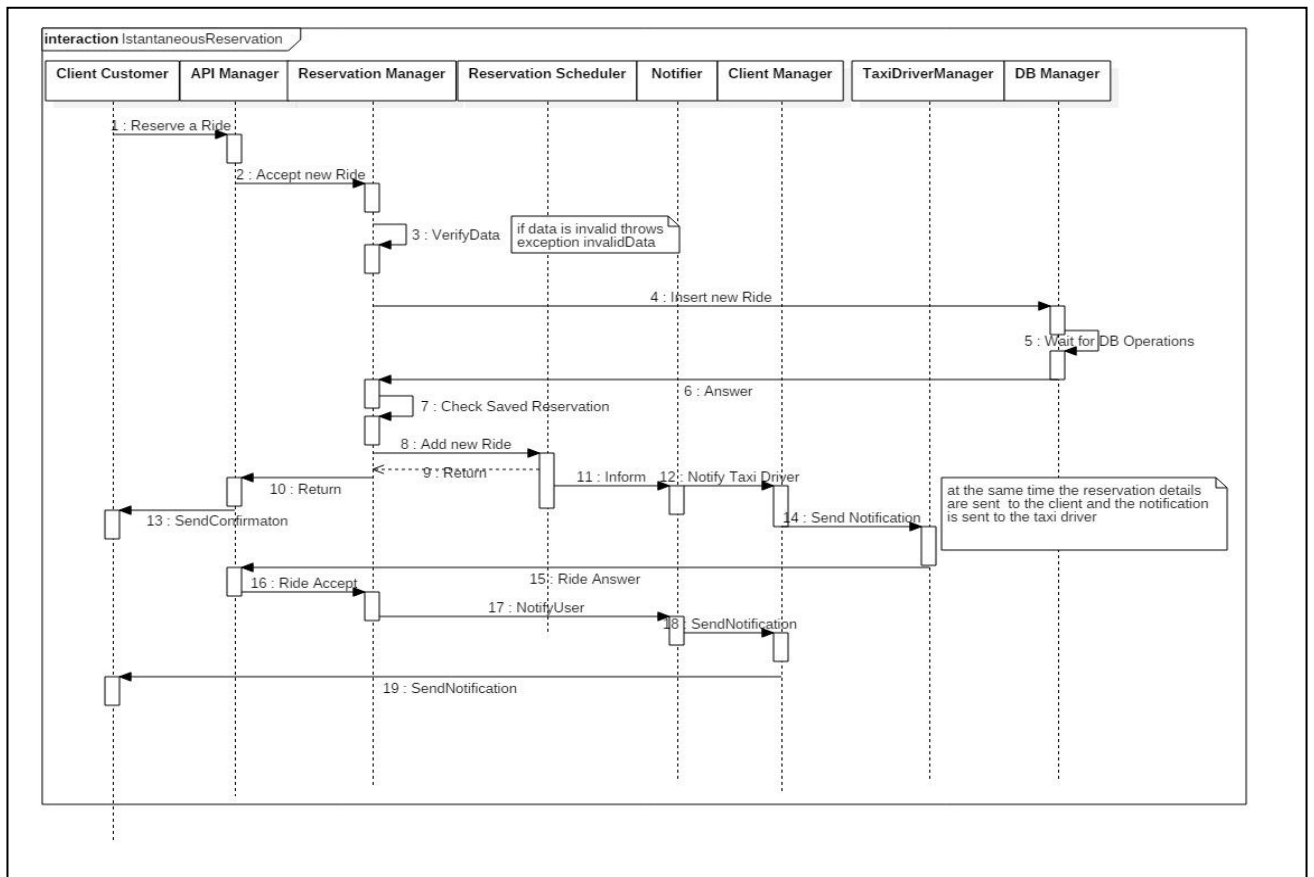 interaction IstantaneousReservation
Client Customer
API Manager
Reservation Manager
Reservation Scheduler
Notifier
Client Manager
TaxiDriverManager
DB Manager
1 : Reserve a Ride
2 : Accept new Ride
3 : VerifyData
if data is invalid throws
exception invalidData
4 : Insert new Ride
5 : Wait for DB Operations
6 : Answer
7 : Check Saved Reservation
8 : Add new Ride
9 : Return
10 : Return
11 : Inform
12 : Notify Taxi Driver
13 : SendConfirmaton
14 : Send Notification
at the same time the reservation details
are sent to the client and the notification
is sent to the taxi driver
15 : Ride Answer
16 : Ride Accept
17 : NotifyUser
18 : SendNotification
19 : SendNotification